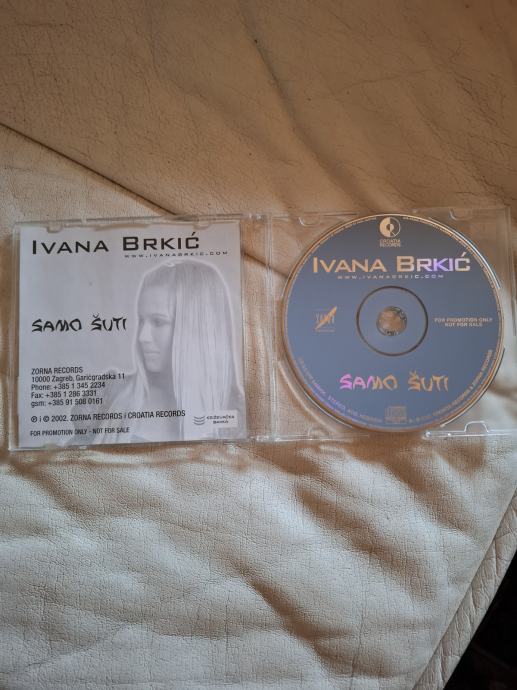 IVANA BRKIĆ
WWW.IVANABRKIC.COM
SAMO ŠUTI
ZORNA RECORDS
10000 Zagreb, Garićgradska 11
Phone: +385 1 345 2234
Fax: +385 1 286 3331
gsm: +385 91 508 0161
℗ i © 2002. ZORNA RECORDS i CROATIA RECORDS
FOR PROMOTION ONLY - NOT FOR SALE
CROATIA
RECORDS
IVANA BRKIĆ
WWW.IVANABRKIC.COM
FOR PROMOTION ONLY
NOT FOR SALE
SAMO ŠUTI